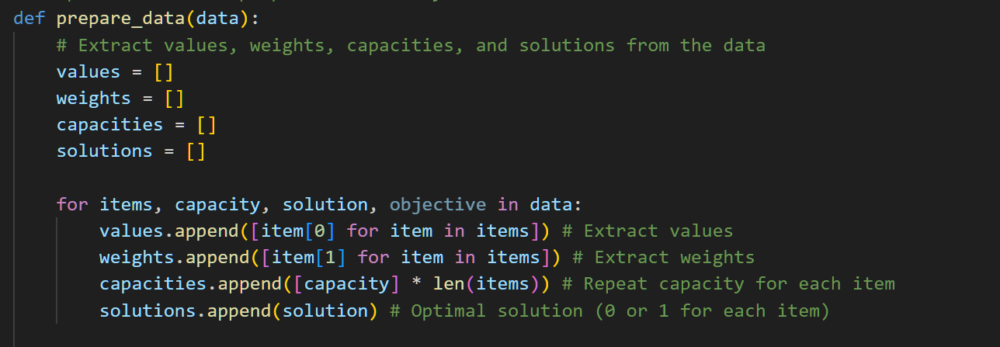 def prepare_data(data):
    # Extract values, weights, capacities, and solutions from the data
    values = []
    weights = []
    capacities = []
    solutions = []

    for items, capacity, solution, objective in data:
        values.append([item[0] for item in items]) # Extract values
        weights.append([item[1] for item in items]) # Extract weights
        capacities.append([capacity] * len(items)) # Repeat capacity for each item
        solutions.append(solution) # Optimal solution (0 or 1 for each item)